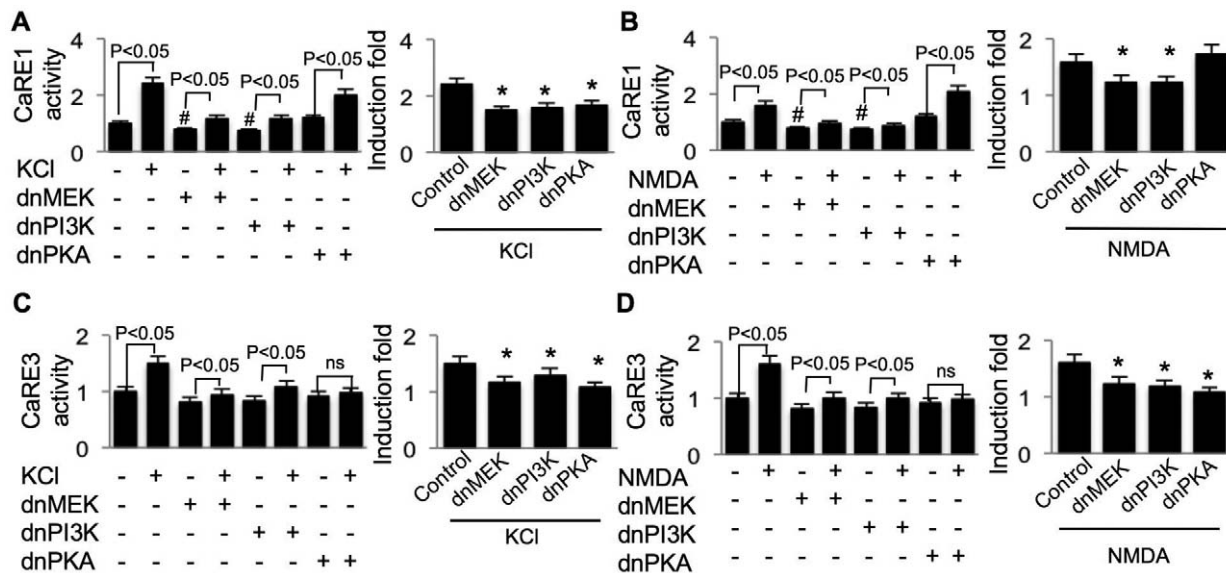 A
CaRE1 activity
4
2
0
P<0.05
P<0.05
P<0.05
P<0.05
#
#
KCl - + - + - + - +
dnMEK - - + + - - - -
dnPI3K - - - - + + - -
dnPKA - - - - - - + +
Induction fold
4
2
0
* * *
Control dnMEK dnPI3K dnPKA
KCl
B
CaRE1 activity
4
2
0
P<0.05
P<0.05
P<0.05
P<0.05
#
#
NMDA - + - + - + - +
dnMEK - - + + - - - -
dnPI3K - - - - + + - -
dnPKA - - - - - - + +
Induction fold
2
1
0
* *
Control dnMEK dnPI3K dnPKA
NMDA
C
CaRE3 activity
2
1
0
P<0.05
P<0.05
P<0.05
ns
KCl - + - + - + - +
dnMEK - - + + - - - -
dnPI3K - - - - + + - -
dnPKA - - - - - - + +
Induction fold
2
1
0
* * *
Control dnMEK dnPI3K dnPKA
KCl
D
CaRE3 activity
2
1
0
P<0.05
P<0.05
P<0.05
ns
NMDA - + - + - + - +
dnMEK - - + + - - - -
dnPI3K - - - - + + - -
dnPKA - - - - - - + +
Induction fold
2
1
0
* * *
Control dnMEK dnPI3K dnPKA
NMDA